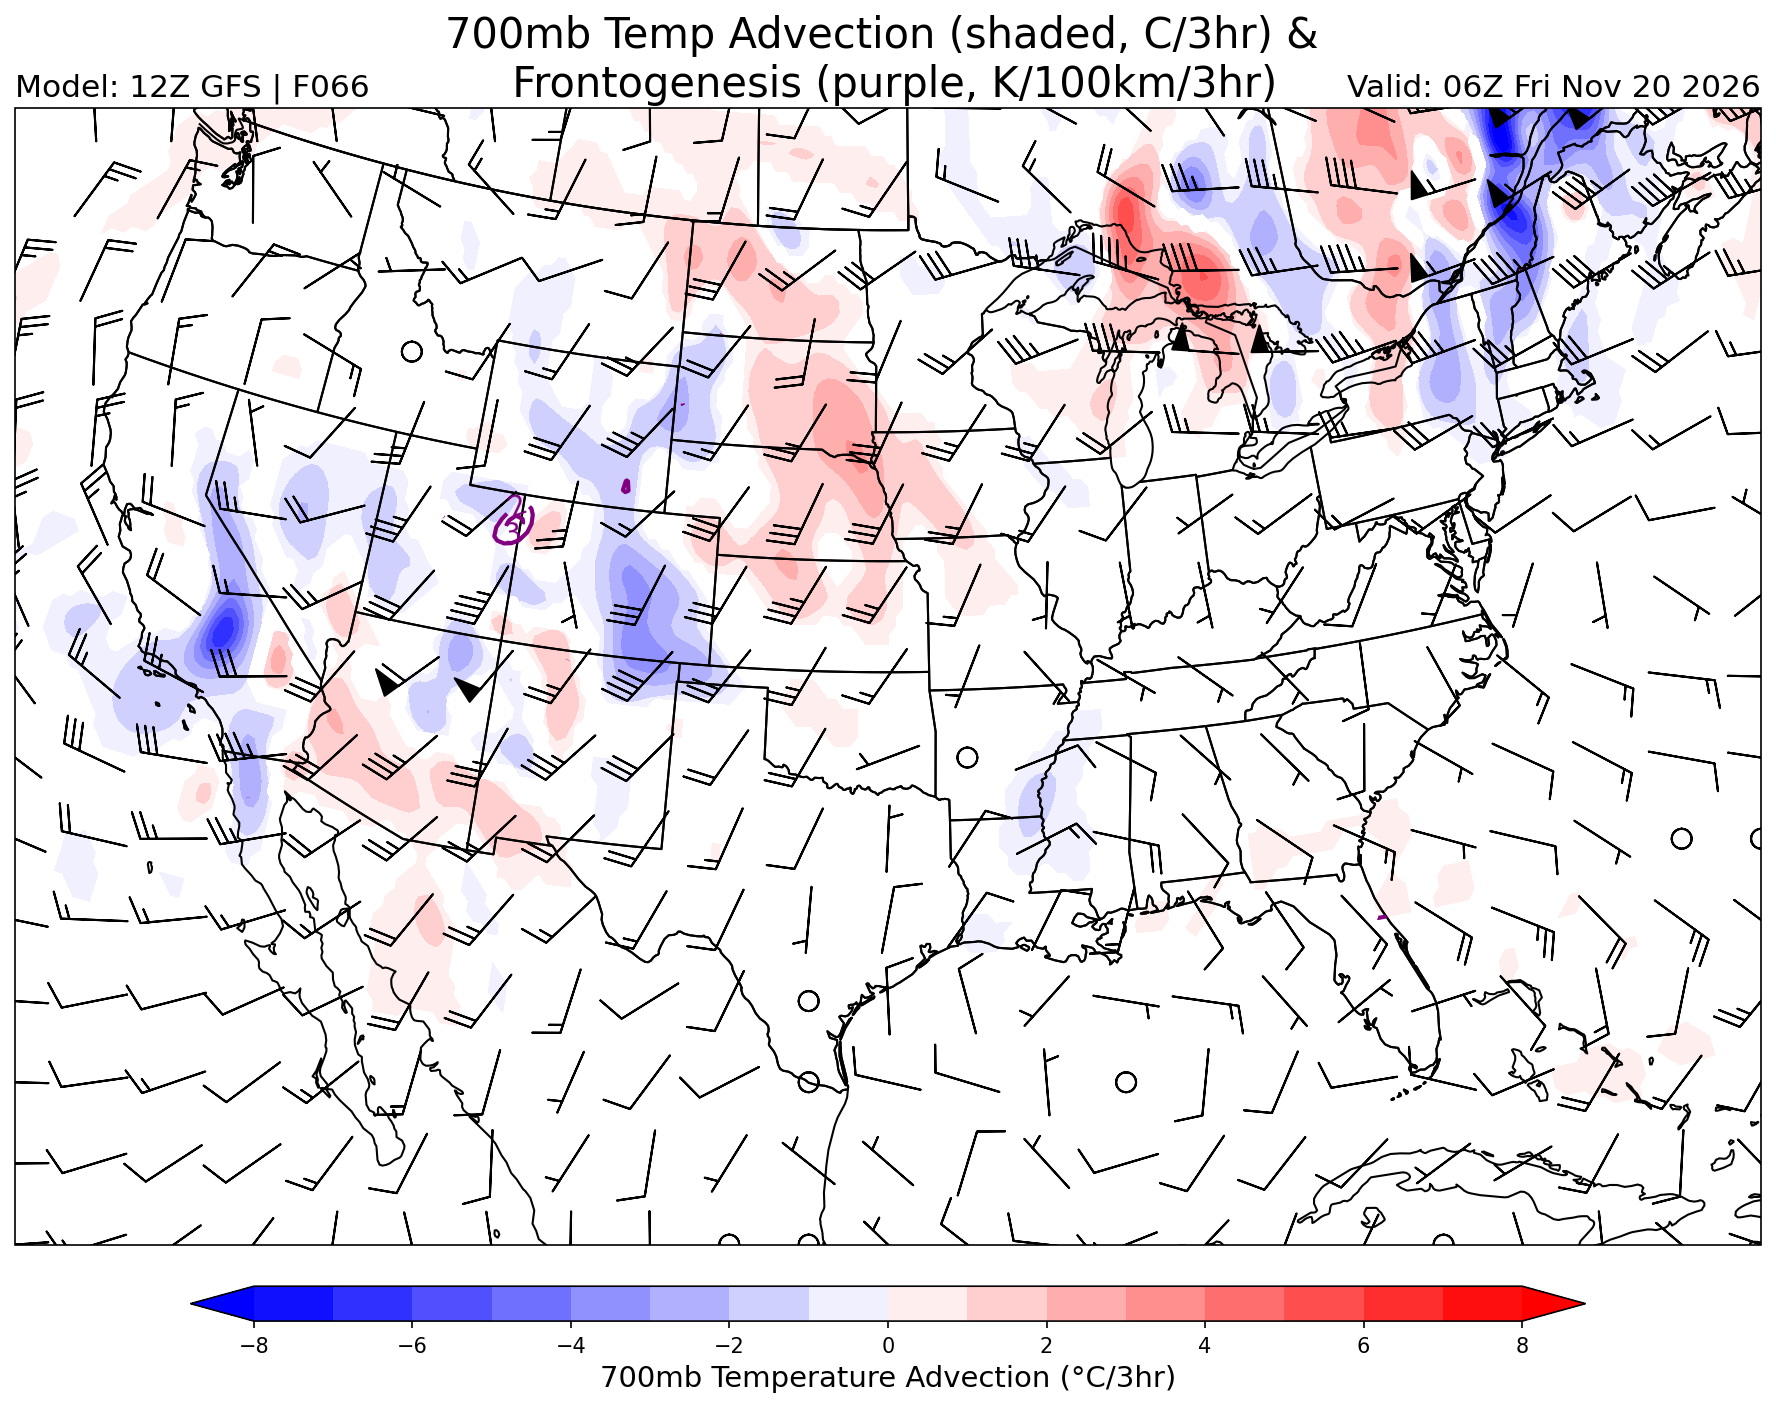 700mb Temp Advection (shaded, C/3hr) &
Frontogenesis (purple, K/100km/3hr)
Model: 12Z GFS | F066
Valid: 06Z Fri Nov 20 2026
−8 −6 −4 −2 0 2 4 6 8
700mb Temperature Advection (°C/3hr)